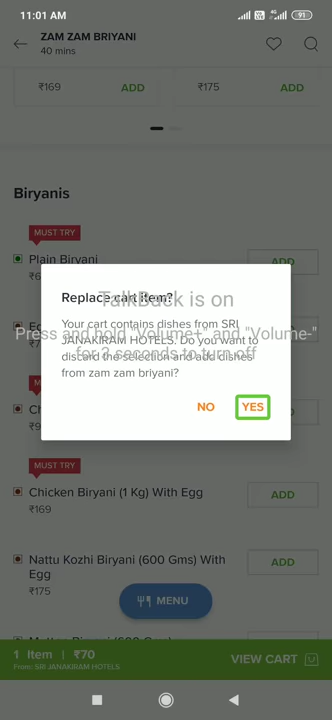 11:01 AM
4G
91
ZAM ZAM BRIYANI
40 mins
₹169
ADD
₹175
ADD
Biryanis
MUST TRY
Plain Biryani
ADD
Replace cart item?
TalkBack is on
Press and hold "Volume+" and "Volume-"
for 3 seconds to turn off
Your cart contains dishes from SRI
JANAKIRAM HOTELS. Do you want to
discard the selection and add dishes
from zam zam briyani?
NO
YES
MUST TRY
Chicken Biryani (1 Kg) With Egg
ADD
₹169
Nattu Kozhi Biryani (600 Gms) With
Egg
ADD
₹175
MENU
1 Item | ₹70
From: SRI JANAKIRAM HOTELS
VIEW CART